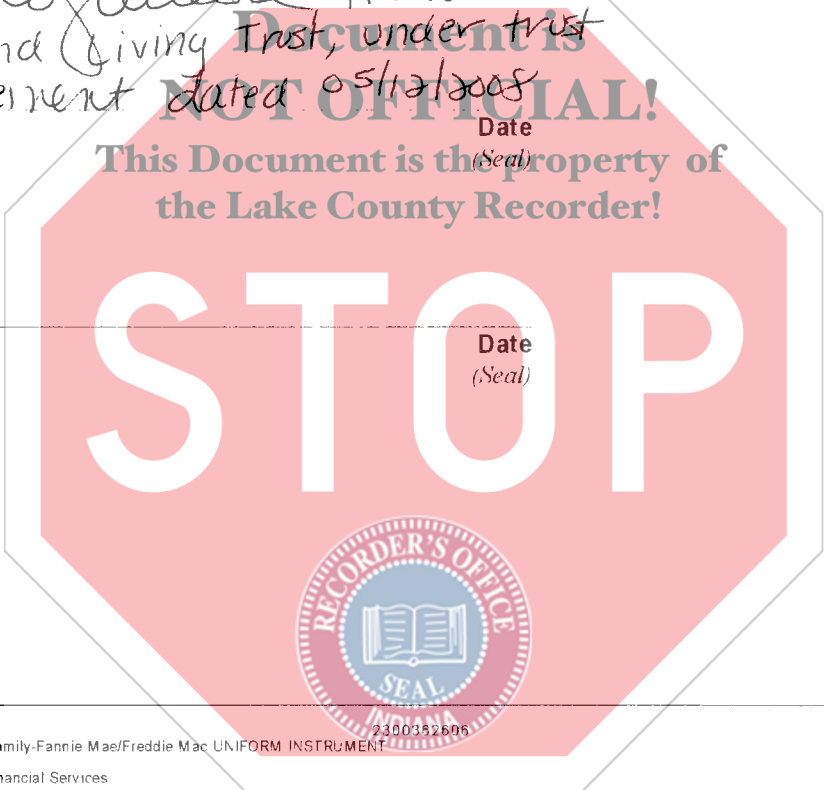 nd Living Trust, under trust
dated 05/12/2008
Document is
NOT OFFICIAL!
Date
(Seal)
This Document is the property of
the Lake County Recorder!
STOP
Date
(Seal)
RECORDER'S OFFICE
SEAL
INDIANA
2300362606
amily-Fannie Mae/Freddie Mac UNIFORM INSTRUMENT
nancial Services